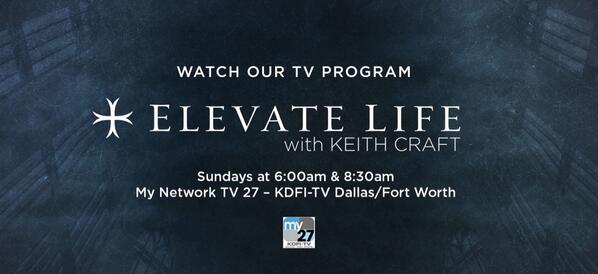 WATCH OUR TV PROGRAM
ELEVATE LIFE
with KEITH CRAFT
Sundays at 6:00am & 8:30am
My Network TV 27 – KDFI-TV Dallas/Fort Worth
my
27
KDFI-TV